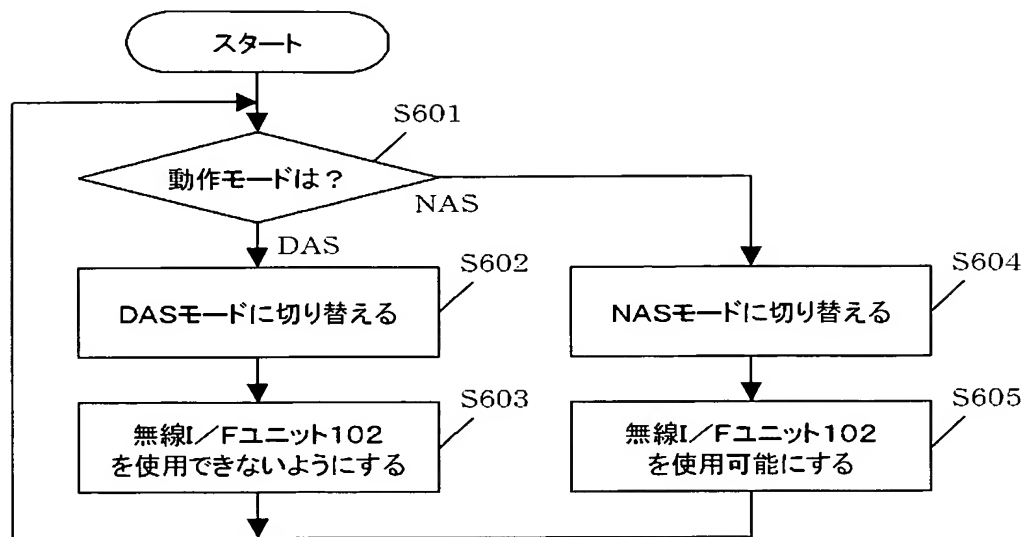 スタート
S601
動作モードは?
NAS
DAS
S602
DASモードに切り替える
S604
NASモードに切り替える
S603
無線I/Fユニット102
を使用できないようにする
S605
無線I/Fユニット102
を使用可能にする